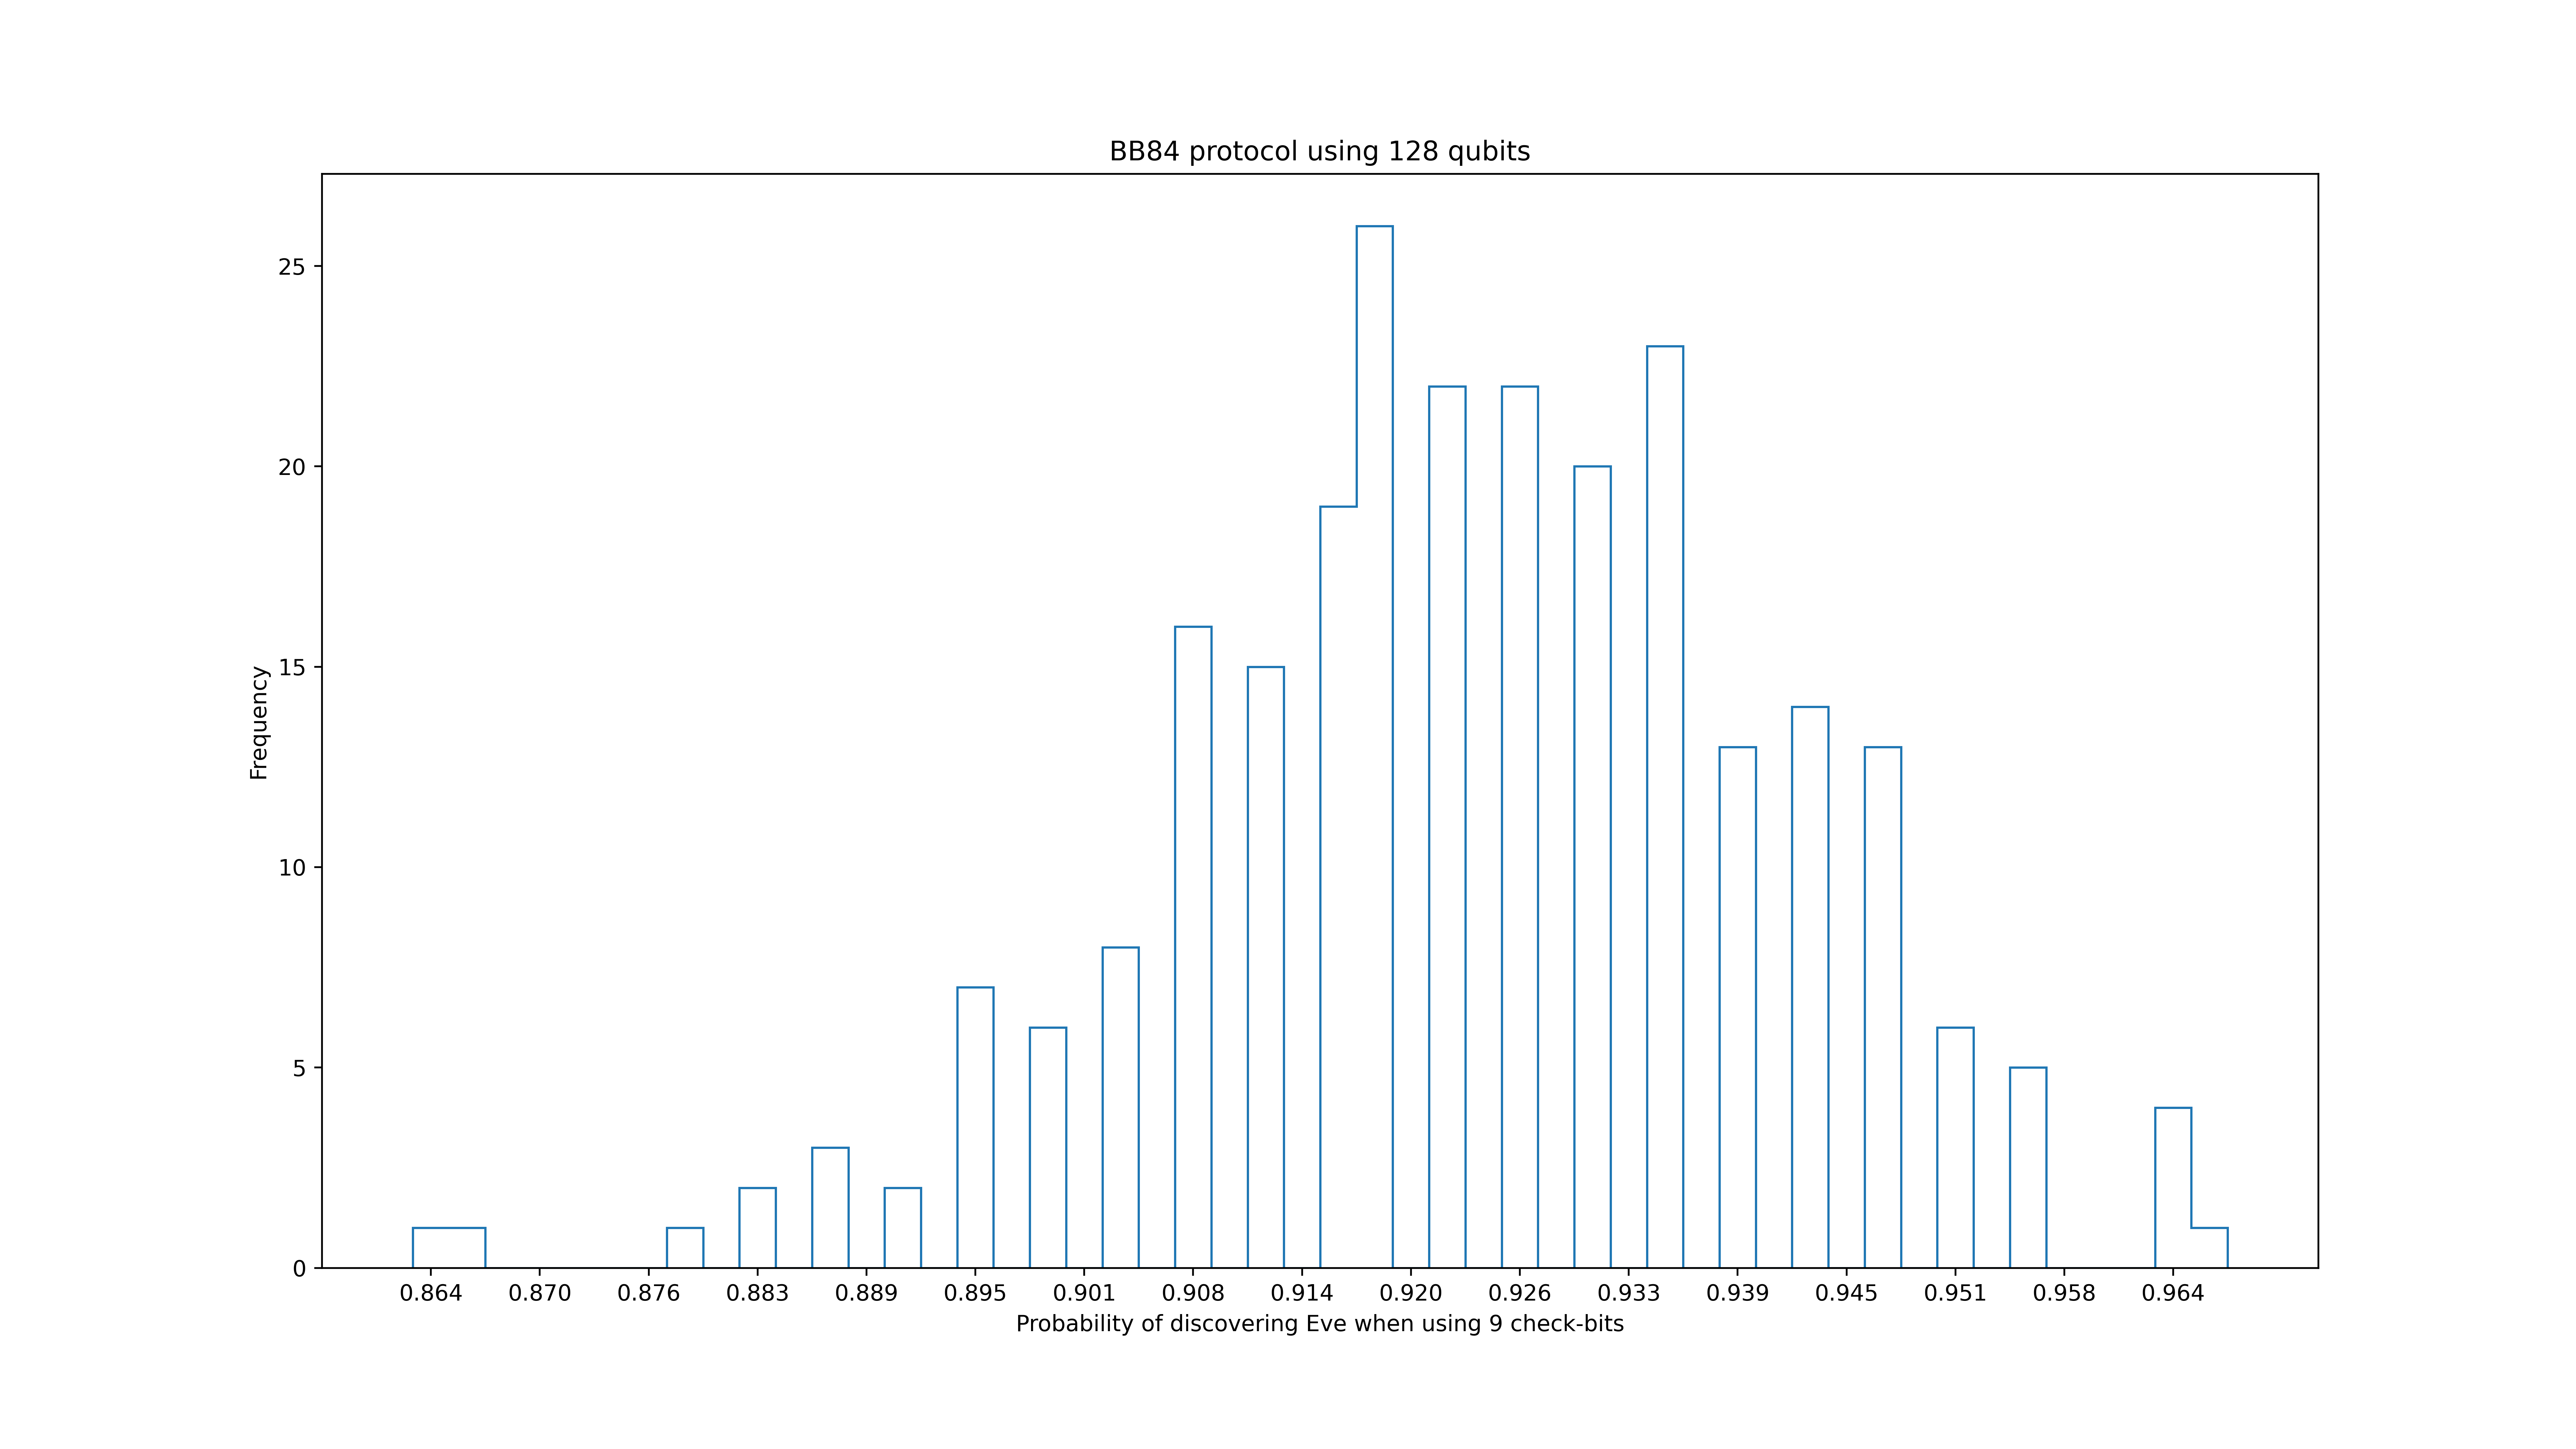 BB84 protocol using 128 qubits
25
20
15
10
5
0
Frequency
0.864 0.870 0.876 0.883 0.889 0.895 0.901 0.908 0.914 0.920 0.926 0.933 0.939 0.945 0.951 0.958 0.964
Probability of discovering Eve when using 9 check-bits